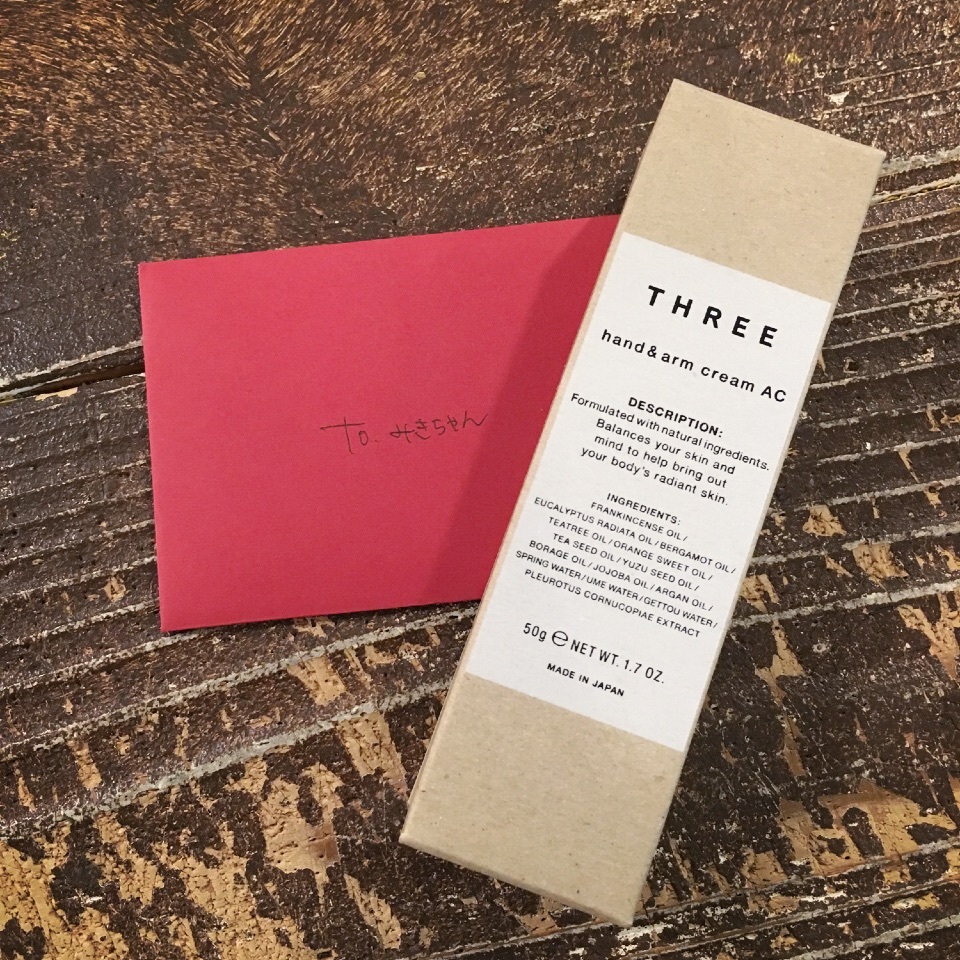 To. みきちゃん
THREE
hand & arm cream AC
DESCRIPTION:
Formulated with natural ingredients.
Balances your skin and
mind to help bring out
your body's radiant skin.
INGREDIENTS:
FRANKINCENSE OIL/
EUCALYPTUS RADIATA OIL/BERGAMOT OIL/
TEATREE OIL/ORANGE SWEET OIL/
TEA SEED OIL/YUZU SEED OIL/
BORAGE OIL/JOJOBA OIL/ARGAN OIL/
SPRING WATER/UME WATER/GETTOU WATER/
PLEUROTUS CORNUCOPIAE EXTRACT
50g ℮ NET WT. 1.7 OZ.
MADE IN JAPAN